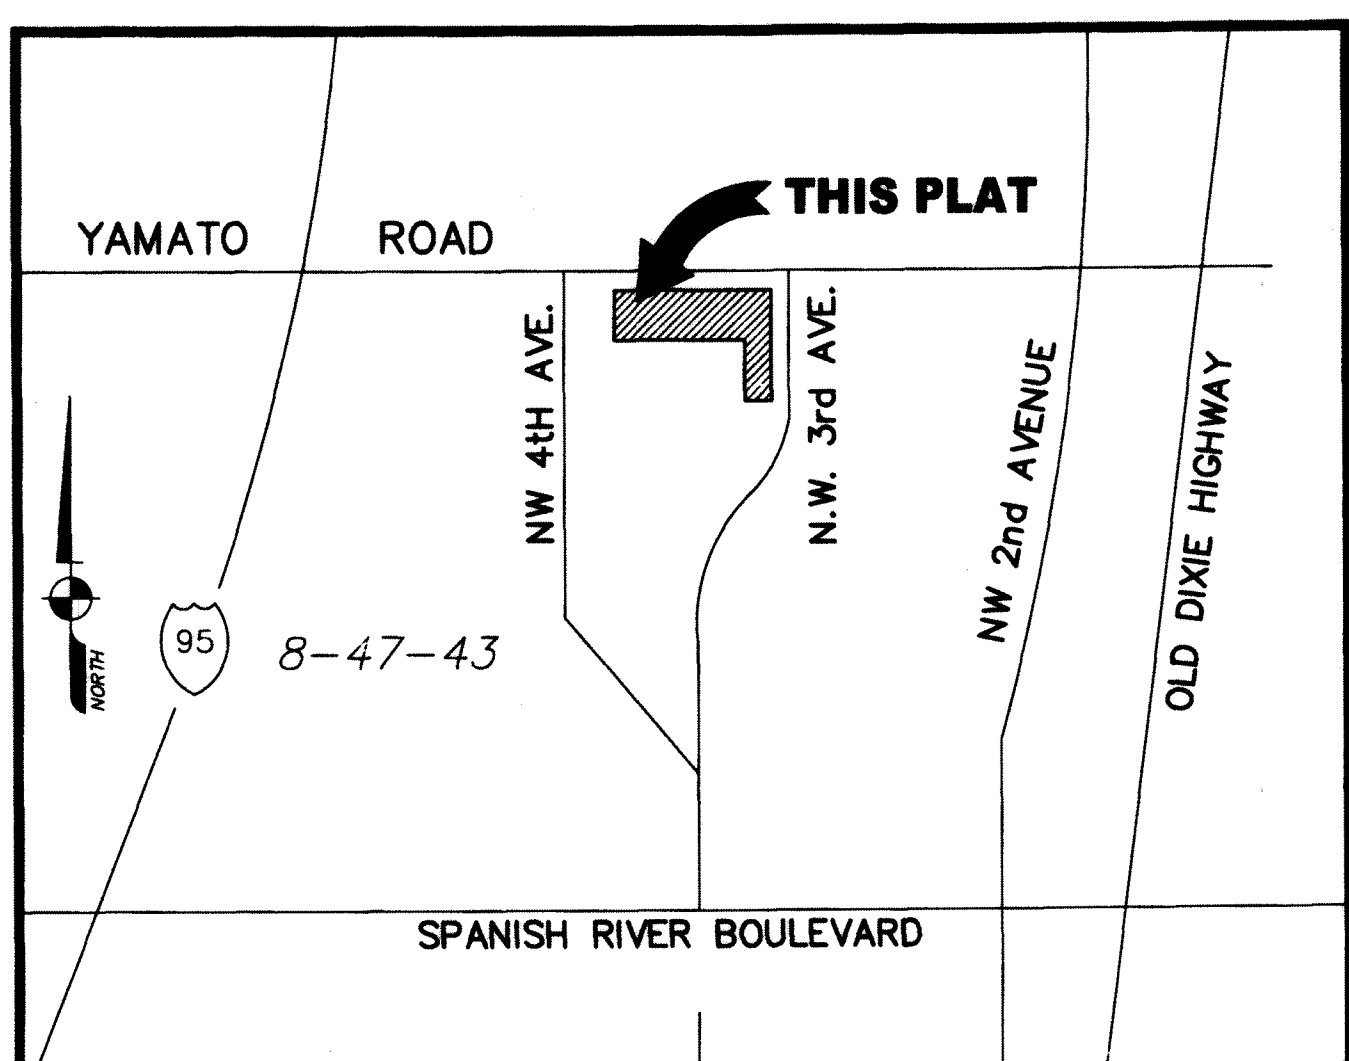 THIS PLAT
YAMATO ROAD
NW 4tH AVE.
N.W. 3rd AVE.
NW 2nd AVENUE
OLD DIXIE HIGHWAY
95
8-47-43
NORTH
SPANISH RIVER BOULEVARD